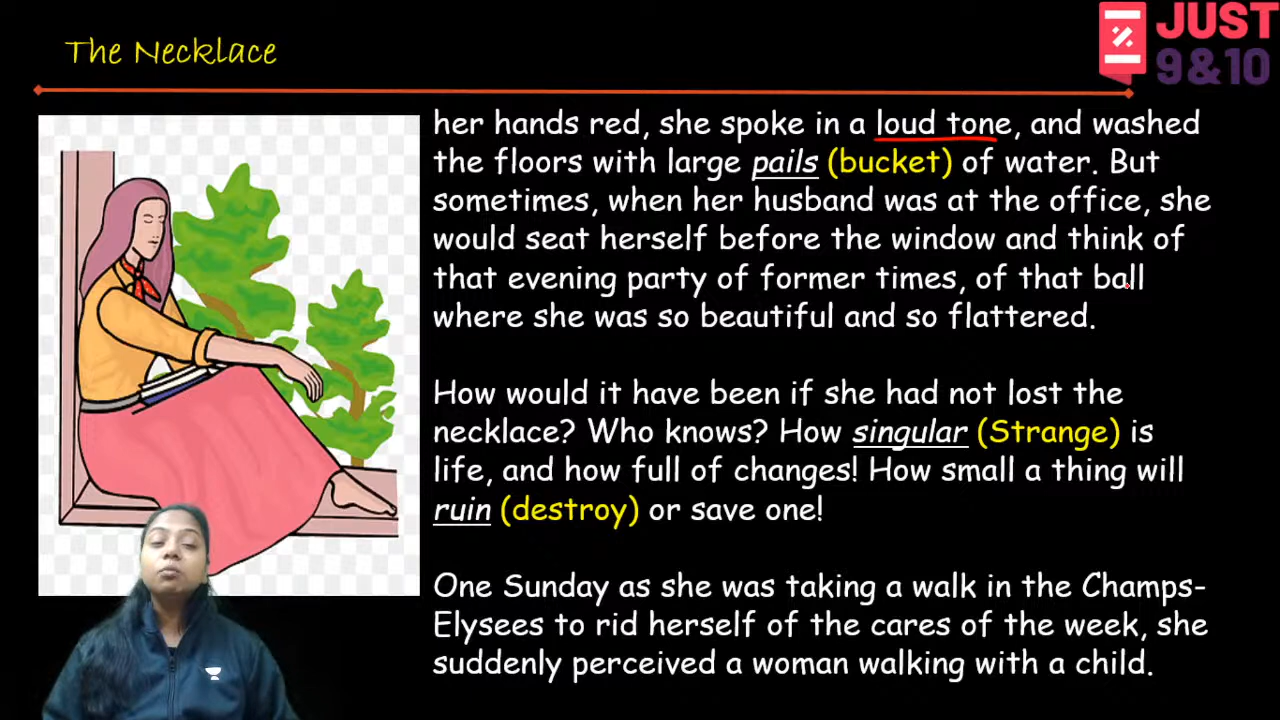 The Necklace
JUST
9&10
her hands red, she spoke in a loud tone, and washed
the floors with large pails (bucket) of water. But
sometimes, when her husband was at the office, she
would seat herself before the window and think of
that evening party of former times, of that ball
where she was so beautiful and so flattered.
How would it have been if she had not lost the
necklace? Who knows? How singular (Strange) is
life, and how full of changes! How small a thing will
ruin (destroy) or save one!
One Sunday as she was taking a walk in the Champs-
Elysees to rid herself of the cares of the week, she
suddenly perceived a woman walking with a child.